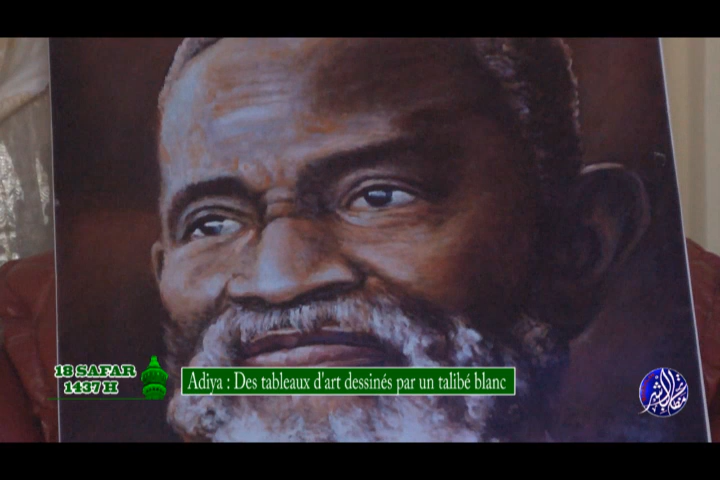 18 SAFAR
1437 H
Adiya : Des tableaux d'art dessinés par un talibé blanc